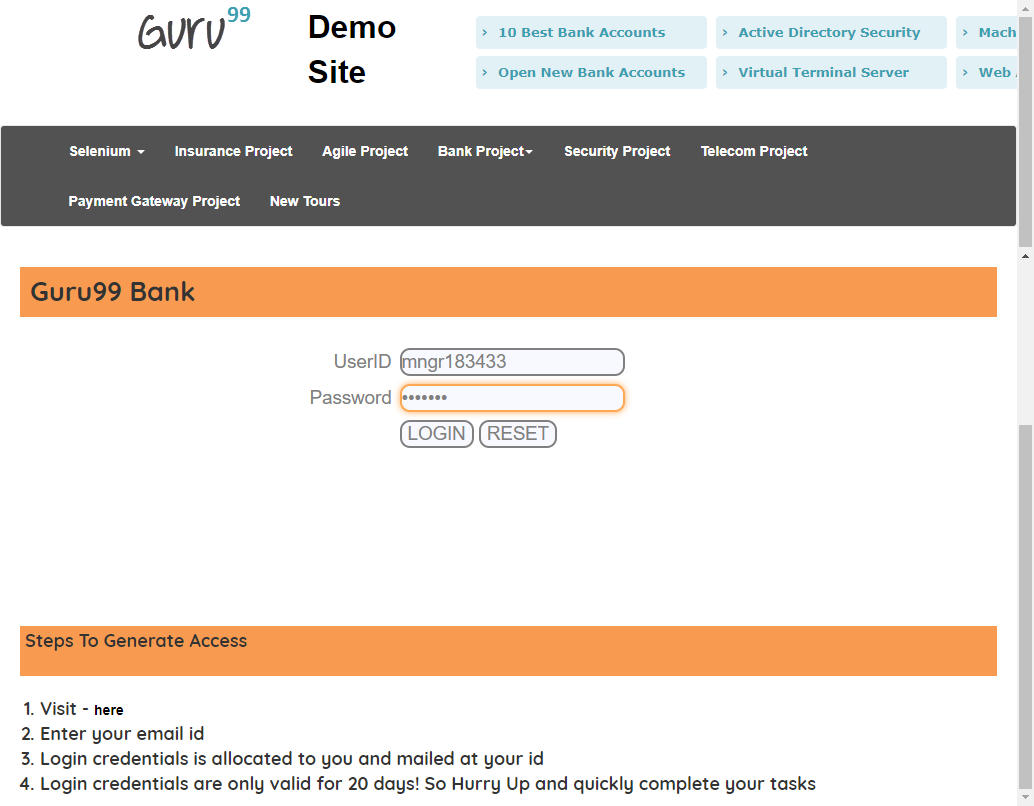 Guru99
Demo
Site
10 Best Bank Accounts
Active Directory Security
Mach
Open New Bank Accounts
Virtual Terminal Server
Web
Selenium
Insurance Project
Agile Project
Bank Project
Security Project
Telecom Project
Payment Gateway Project
New Tours
Guru99 Bank
UserID mngr183433
Password •••••••
LOGIN RESET
Steps To Generate Access
1. Visit - here
2. Enter your email id
3. Login credentials is allocated to you and mailed at your id
4. Login credentials are only valid for 20 days! So Hurry Up and quickly complete your tasks